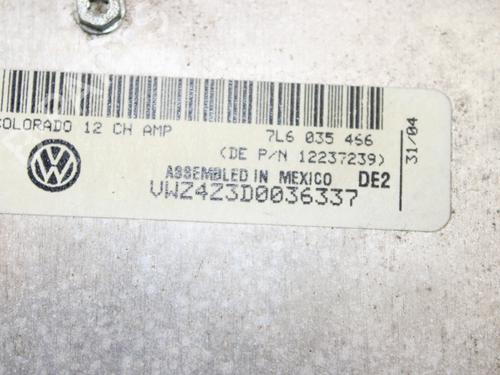 COLORADO 12 CH AMP 7L6 035 466
(DE P/N 12237239)
ASSEMBLED IN MEXICO DE2
VWZ4Z3D0036337
31/04